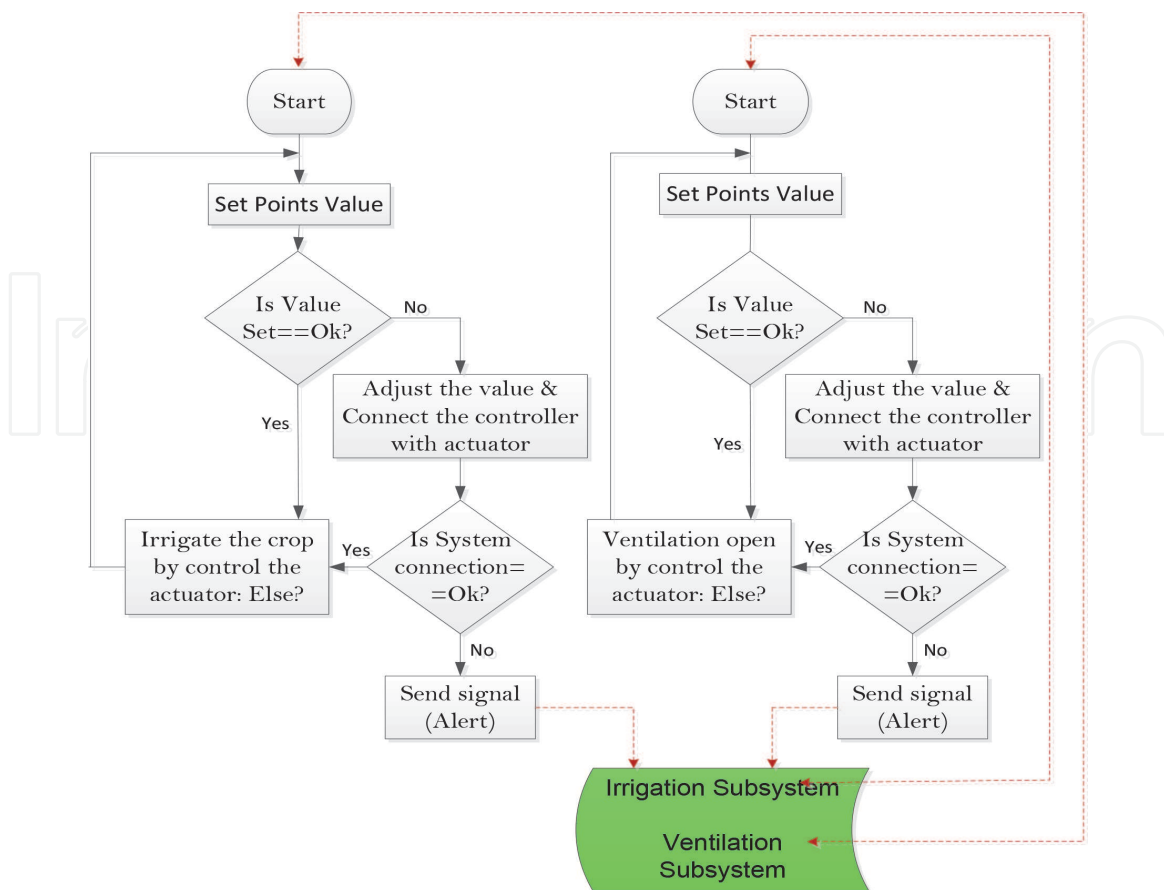 Start
Set Points Value
Is Value
Set==Ok?
No
Yes
Adjust the value &
Connect the controller
with actuator
Irrigate the crop
by control the
actuator: Else?
Yes
Is System
connection=
=Ok?
No
Send signal
(Alert)
Start
Set Points Value
Is Value
Set==Ok?
No
Yes
Adjust the value &
Connect the controller
with actuator
Ventilation open
by control the
actuator: Else?
Yes
Is System
connection=
=Ok?
No
Send signal
(Alert)
Irrigation Subsystem
Ventilation
Subsystem